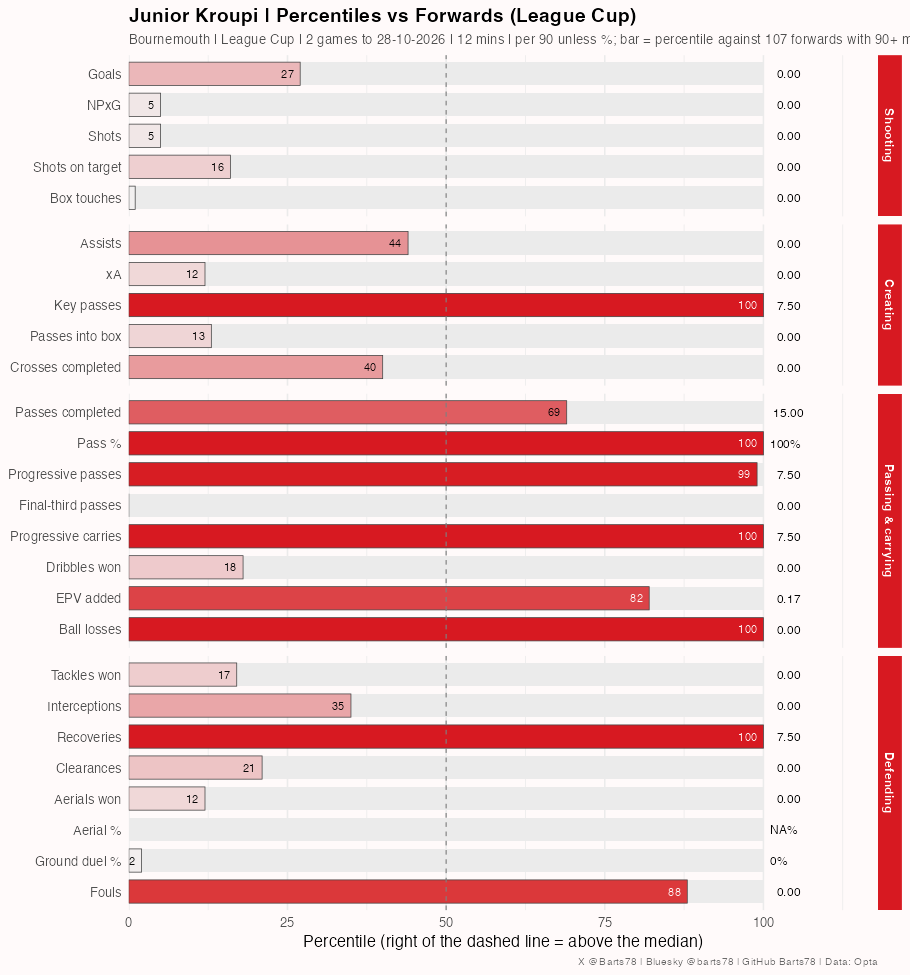 Junior Kroupi | Percentiles vs Forwards (League Cup)
Bournemouth | League Cup | 2 games to 28-10-2026 | 12 mins | per 90 unless %; bar = percentile against 107 forwards with 90+ m
Goals 27 0.00
NPxG 5 0.00
Shots 5 0.00
Shots on target 16 0.00
Box touches 0.00
Shooting
Assists 44 0.00
xA 12 0.00
Key passes 100 7.50
Passes into box 13 0.00
Crosses completed 40 0.00
Creating
Passes completed 69 15.00
Pass % 100 100%
Progressive passes 99 7.50
Final-third passes 0.00
Progressive carries 100 7.50
Dribbles won 18 0.00
EPV added 82 0.17
Ball losses 100 0.00
Passing & carrying
Tackles won 17 0.00
Interceptions 35 0.00
Recoveries 100 7.50
Clearances 21 0.00
Aerials won 12 0.00
Aerial % NA%
Ground duel % 2 0%
Fouls 88 0.00
Defending
0 25 50 75 100
Percentile (right of the dashed line = above the median)
X @Barts78 | Bluesky @barts78 | GitHub Barts78 | Data: Opta